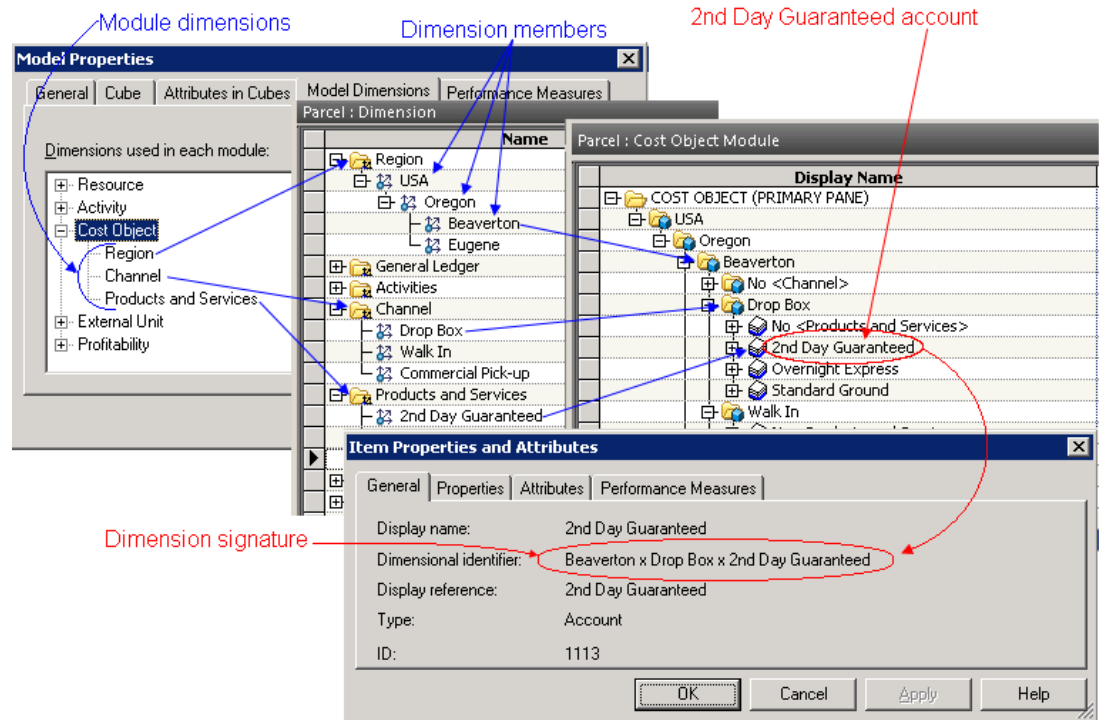 Module dimensions
Dimension members
2nd Day Guaranteed account
Model Properties
General
Cube
Attributes in Cubes
Model Dimensions
Performance Measures
Dimensions used in each module:
Resource
Activity
Cost Object
Region
Channel
Products and Services
External Unit
Profitability
Parcel : Dimension
Name
Region
USA
Oregon
Beaverton
Eugene
General Ledger
Activities
Channel
Drop Box
Walk In
Commercial Pick-up
Products and Services
2nd Day Guaranteed
Parcel : Cost Object Module
Display Name
COST OBJECT (PRIMARY PANE)
USA
Oregon
Beaverton
No <Channel>
Drop Box
No <Products and Services>
2nd Day Guaranteed
Overnight Express
Standard Ground
Walk In
Item Properties and Attributes
General
Properties
Attributes
Performance Measures
Display name: 2nd Day Guaranteed
Dimension signature
Dimensional identifier: Beaverton x Drop Box x 2nd Day Guaranteed
Display reference: 2nd Day Guaranteed
Type: Account
ID: 1113
OK
Cancel
Apply
Help